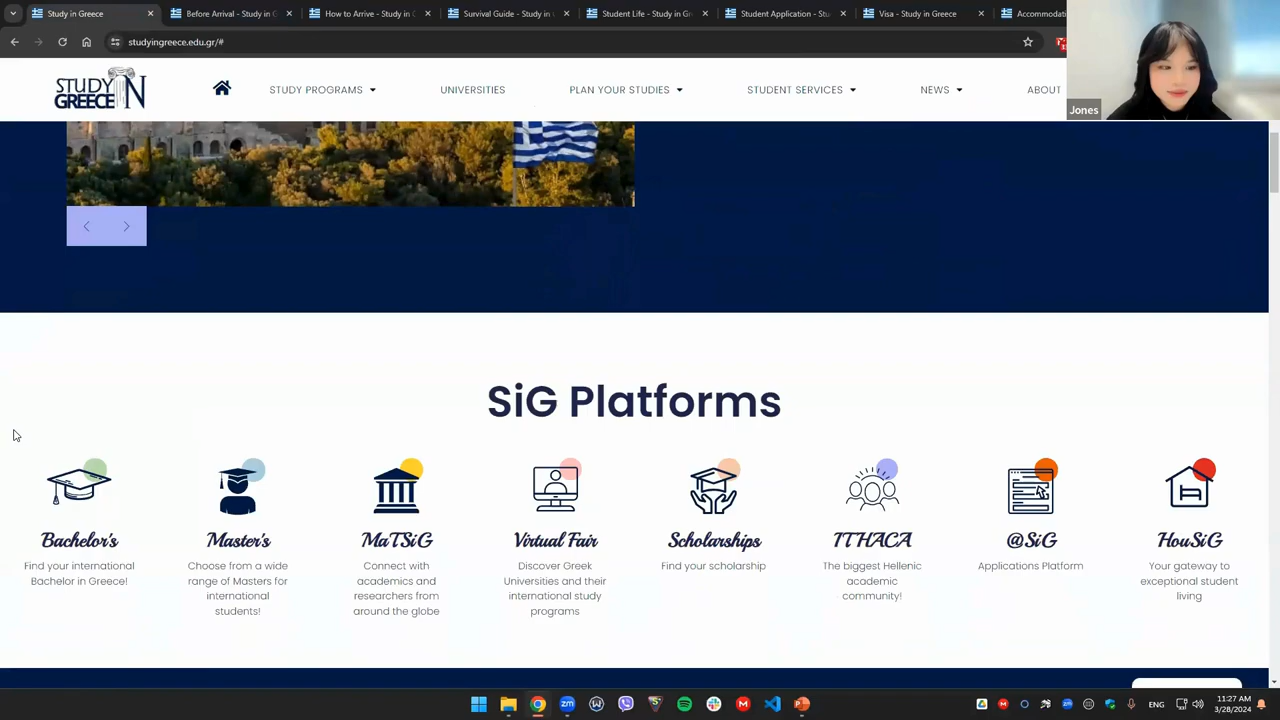 Study in Greece
Before Arrival - Study in G
How to Arrive - Study in G
Survival Guide - Study in
Student Life - Study in Gre
Student Application - Stud
Visa - Study in Greece
Accommodati
studyingreece.edu.gr/#
Jones
STUDY IN
GREECE
STUDY PROGRAMS
UNIVERSITIES
PLAN YOUR STUDIES
STUDENT SERVICES
NEWS
ABOUT
SiG Platforms
Bachelor's
Find your international
Bachelor in Greece!
Master's
Choose from a wide
range of Masters for
international
students!
MaTSiG
Connect with
academics and
researchers from
around the globe
Virtual Fair
Discover Greek
Universities and their
international study
programs
Scholarships
Find your scholarship
ITHACA
The biggest Hellenic
academic
community!
@SiG
Applications Platform
HouSiG
Your gateway to
exceptional student
living
ENG
11:27 AM
3/28/2024